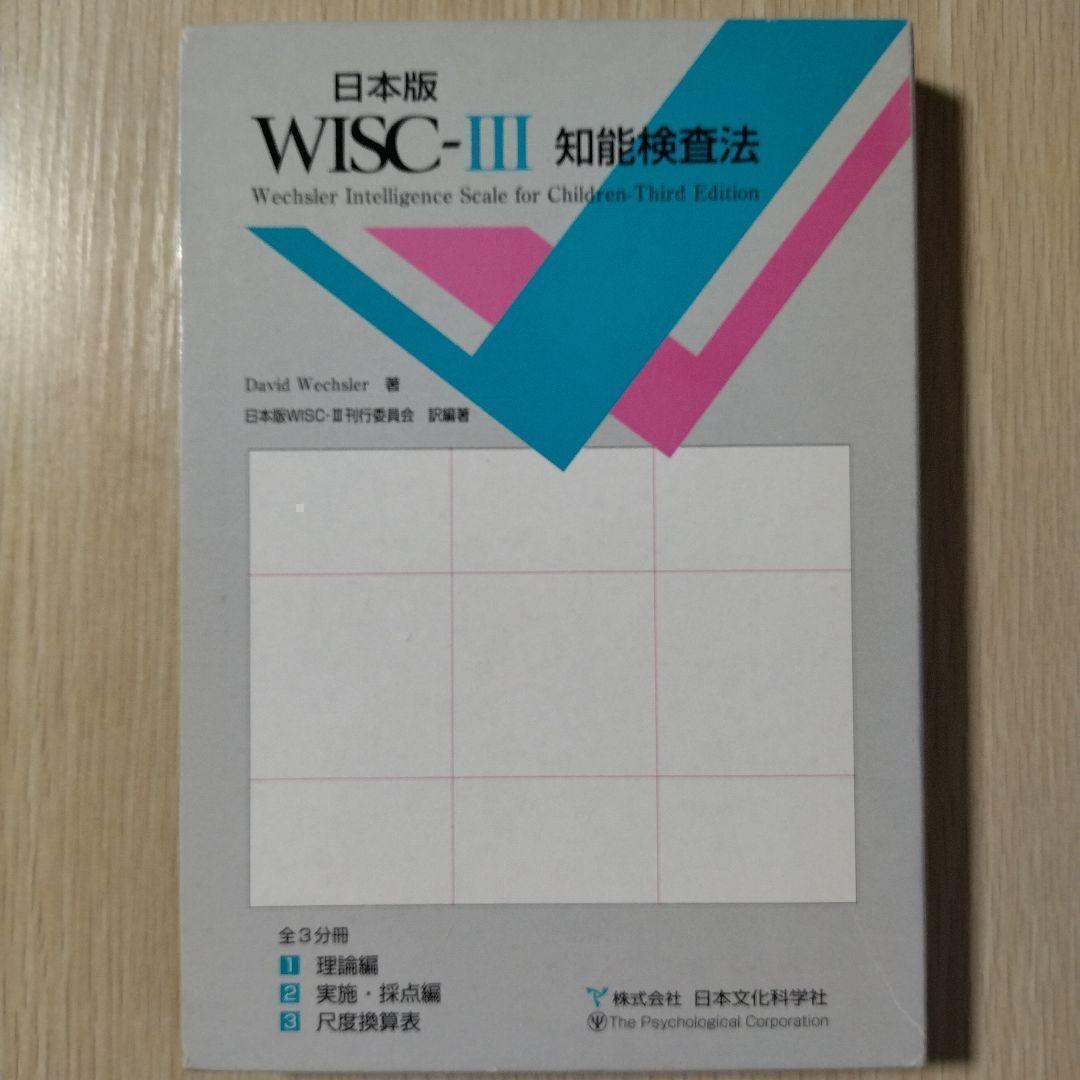 日本版
WISC-III 知能検査法
Wechsler Intelligence Scale for Children-Third Edition
David Wechsler 著
日本版WISC-Ⅲ刊行委員会 訳編著
全3分冊
1 理論編
2 実施・採点編
3 尺度換算表
株式会社 日本文化科学社
The Psychological Corporation